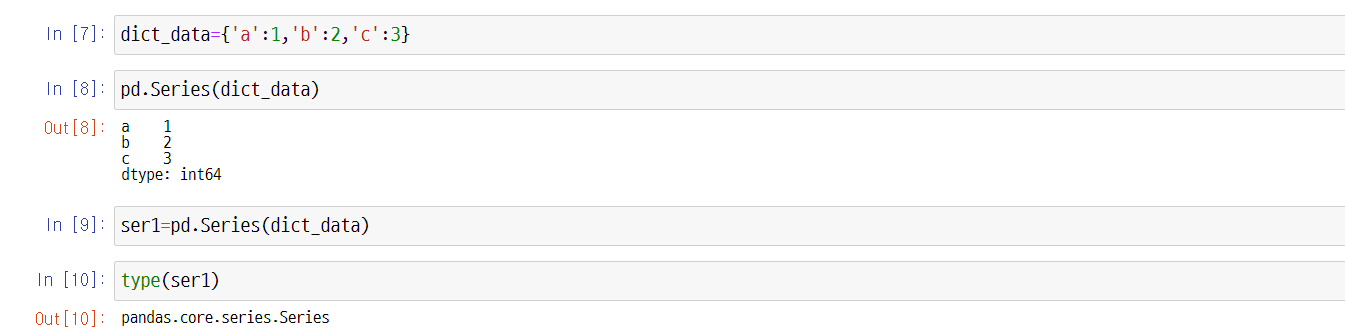 In [7]: dict_data={'a':1,'b':2,'c':3}
In [8]: pd.Series(dict_data)
Out[8]: a    1
b    2
c    3
dtype: int64
In [9]: ser1=pd.Series(dict_data)
In [10]: type(ser1)
Out[10]: pandas.core.series.Series